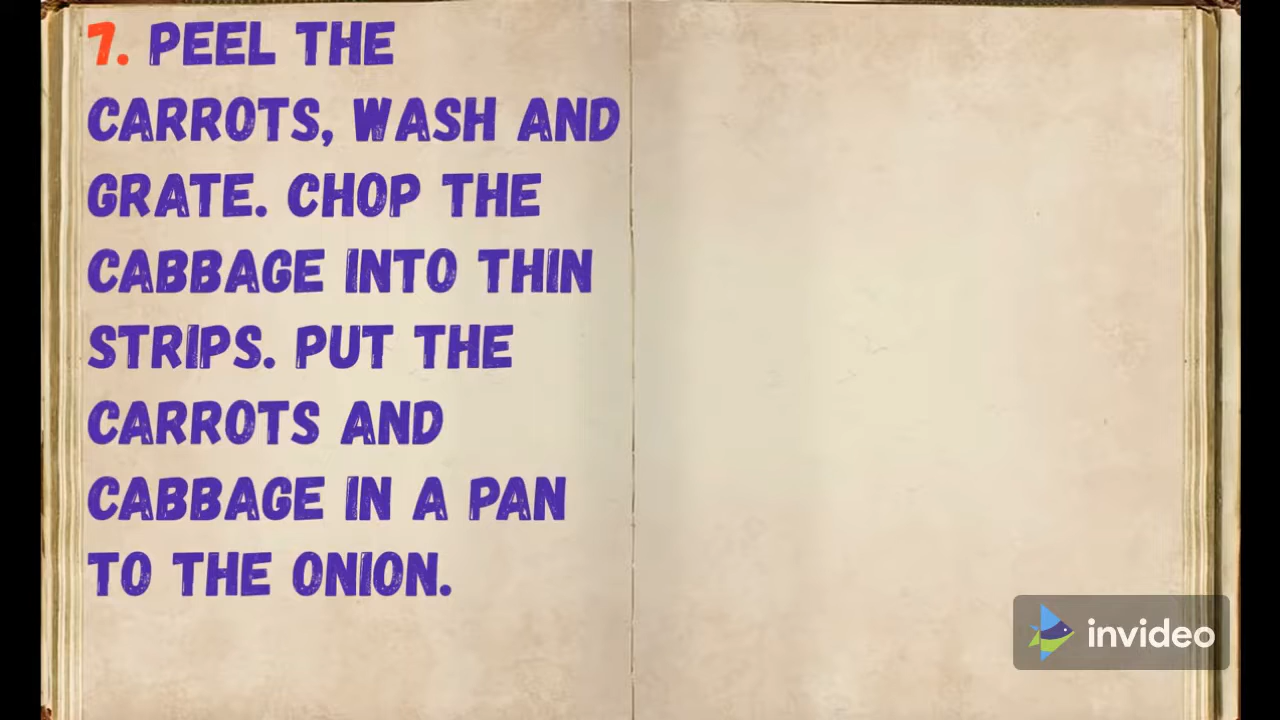 7. PEEL THE
CARROTS, WASH AND
GRATE. CHOP THE
CABBAGE INTO THIN
STRIPS. PUT THE
CARROTS AND
CABBAGE IN A PAN
TO THE ONION.
invideo